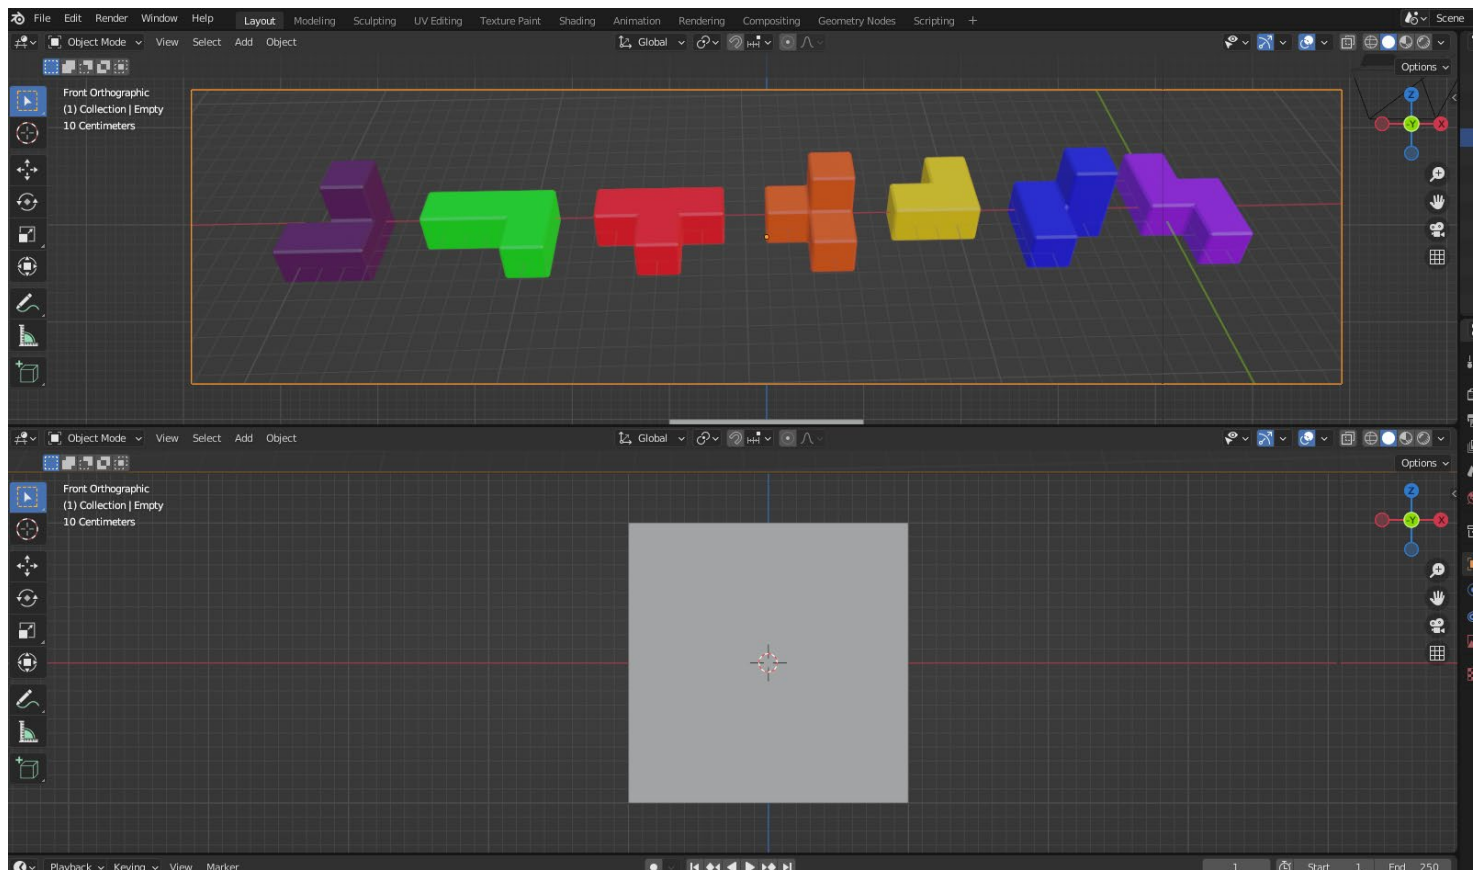 File Edit Render Window Help Layout Modeling Sculpting UV Editing Texture Paint Shading Animation Rendering Compositing Geometry Nodes Scripting + Scene
Object Mode View Select Add Object Global
Options
Front Orthographic
(1) Collection | Empty
10 Centimeters
Z
-Y X
Object Mode View Select Add Object Global
Options
Front Orthographic
(1) Collection | Empty
10 Centimeters
Z
-Y X
Playback Keying View Marker 1 Start 1 End 250